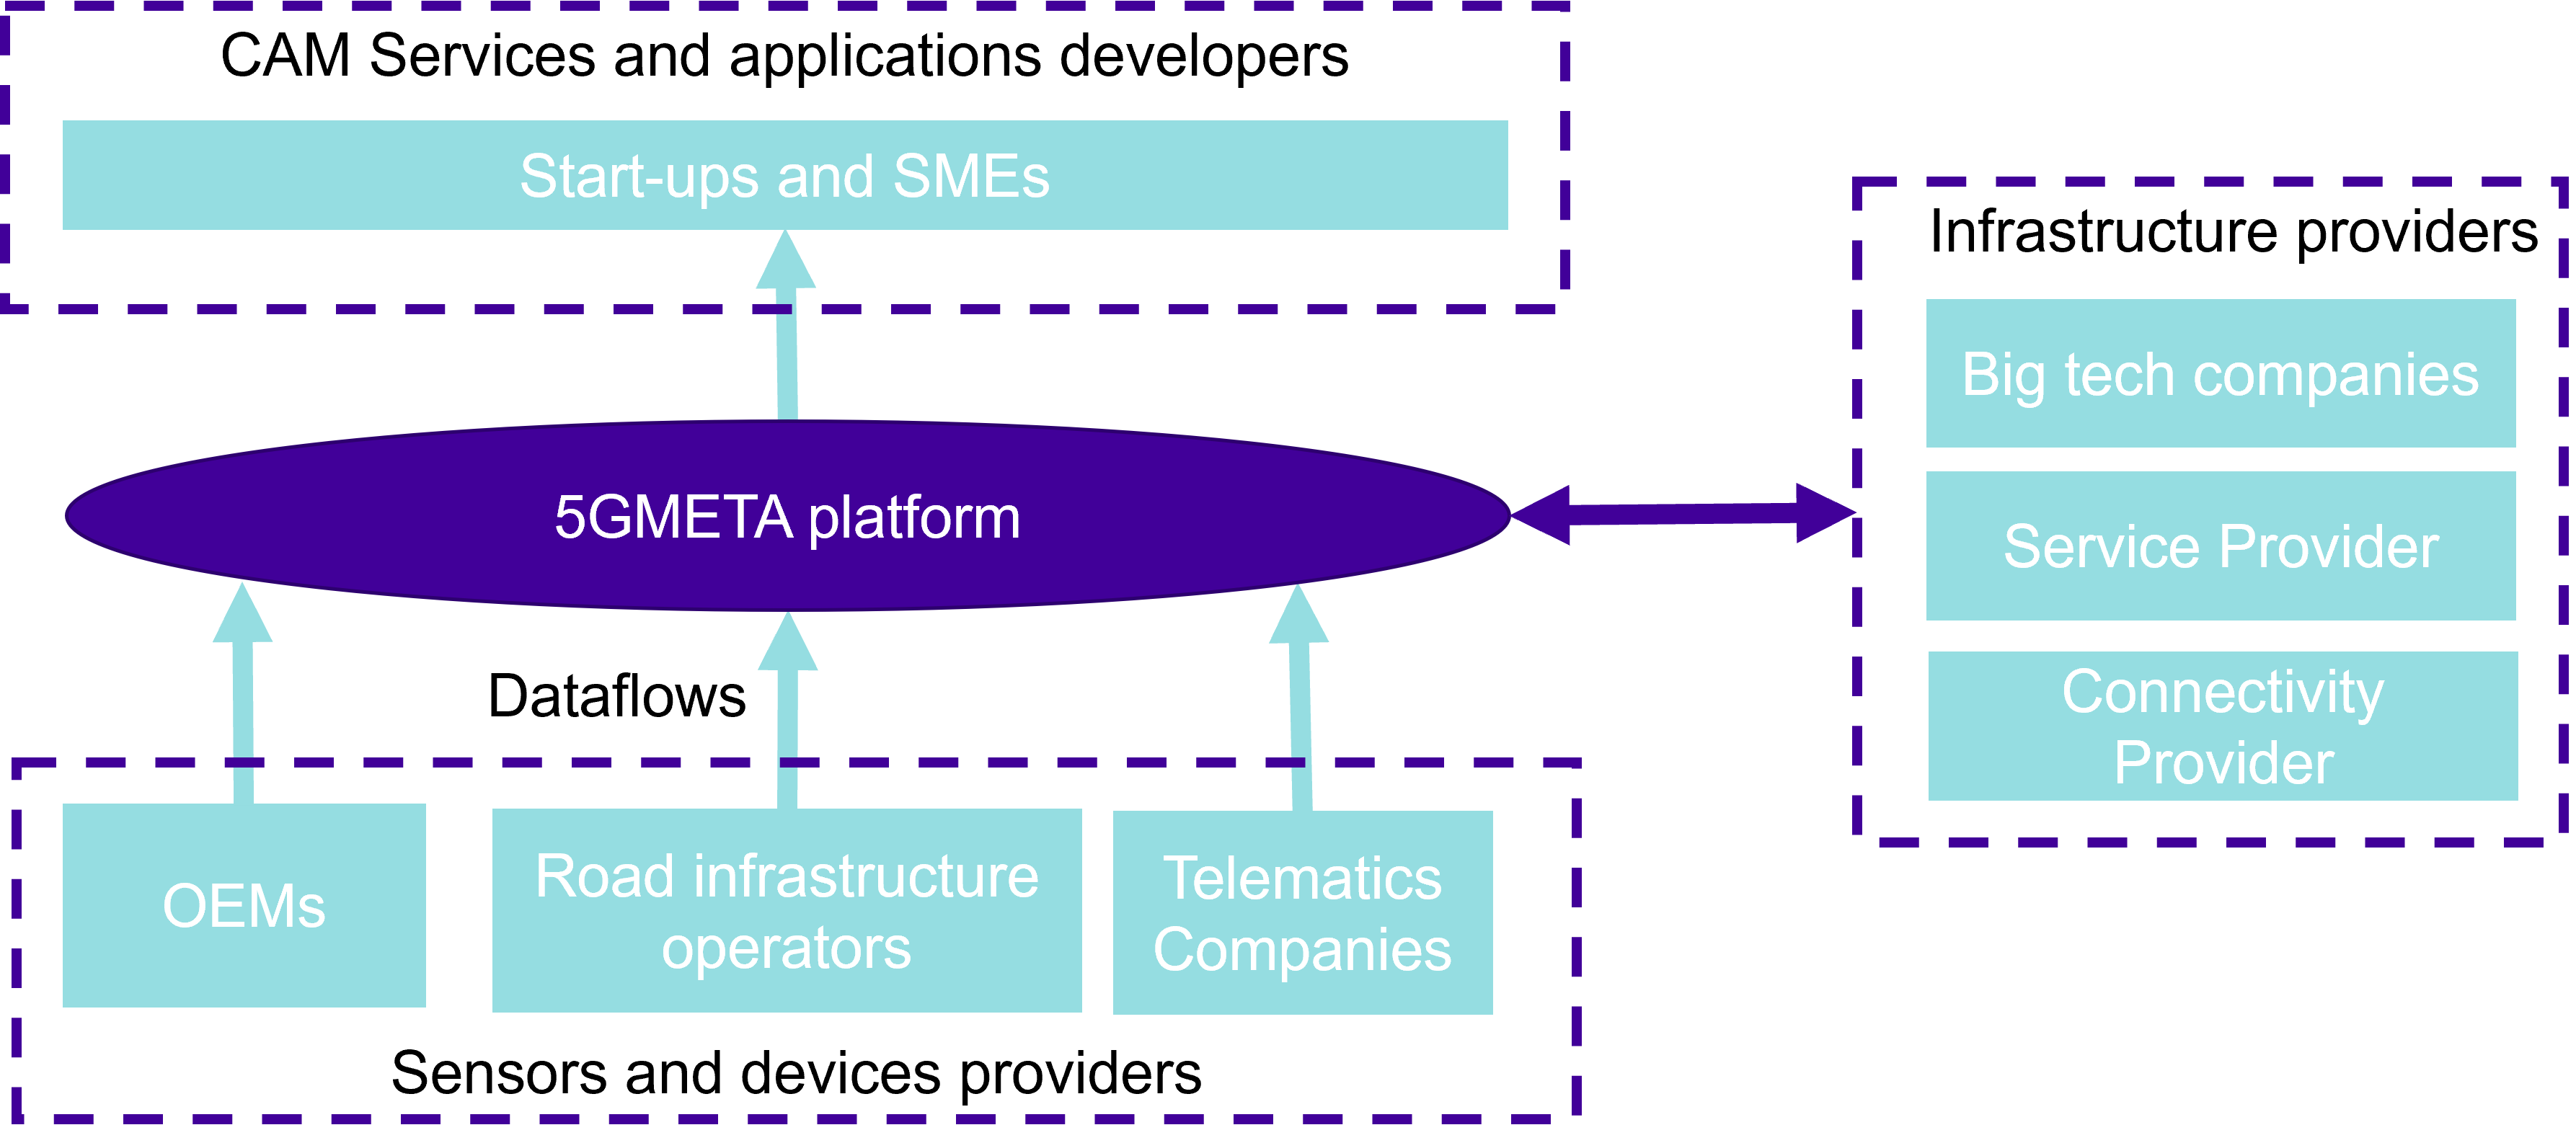 CAM Services and applications developers
Start-ups and SMEs
Infrastructure providers
Big tech companies
Service Provider
Connectivity
Provider
5GMETA platform
Dataflows
OEMs
Road infrastructure
operators
Telematics
Companies
Sensors and devices providers